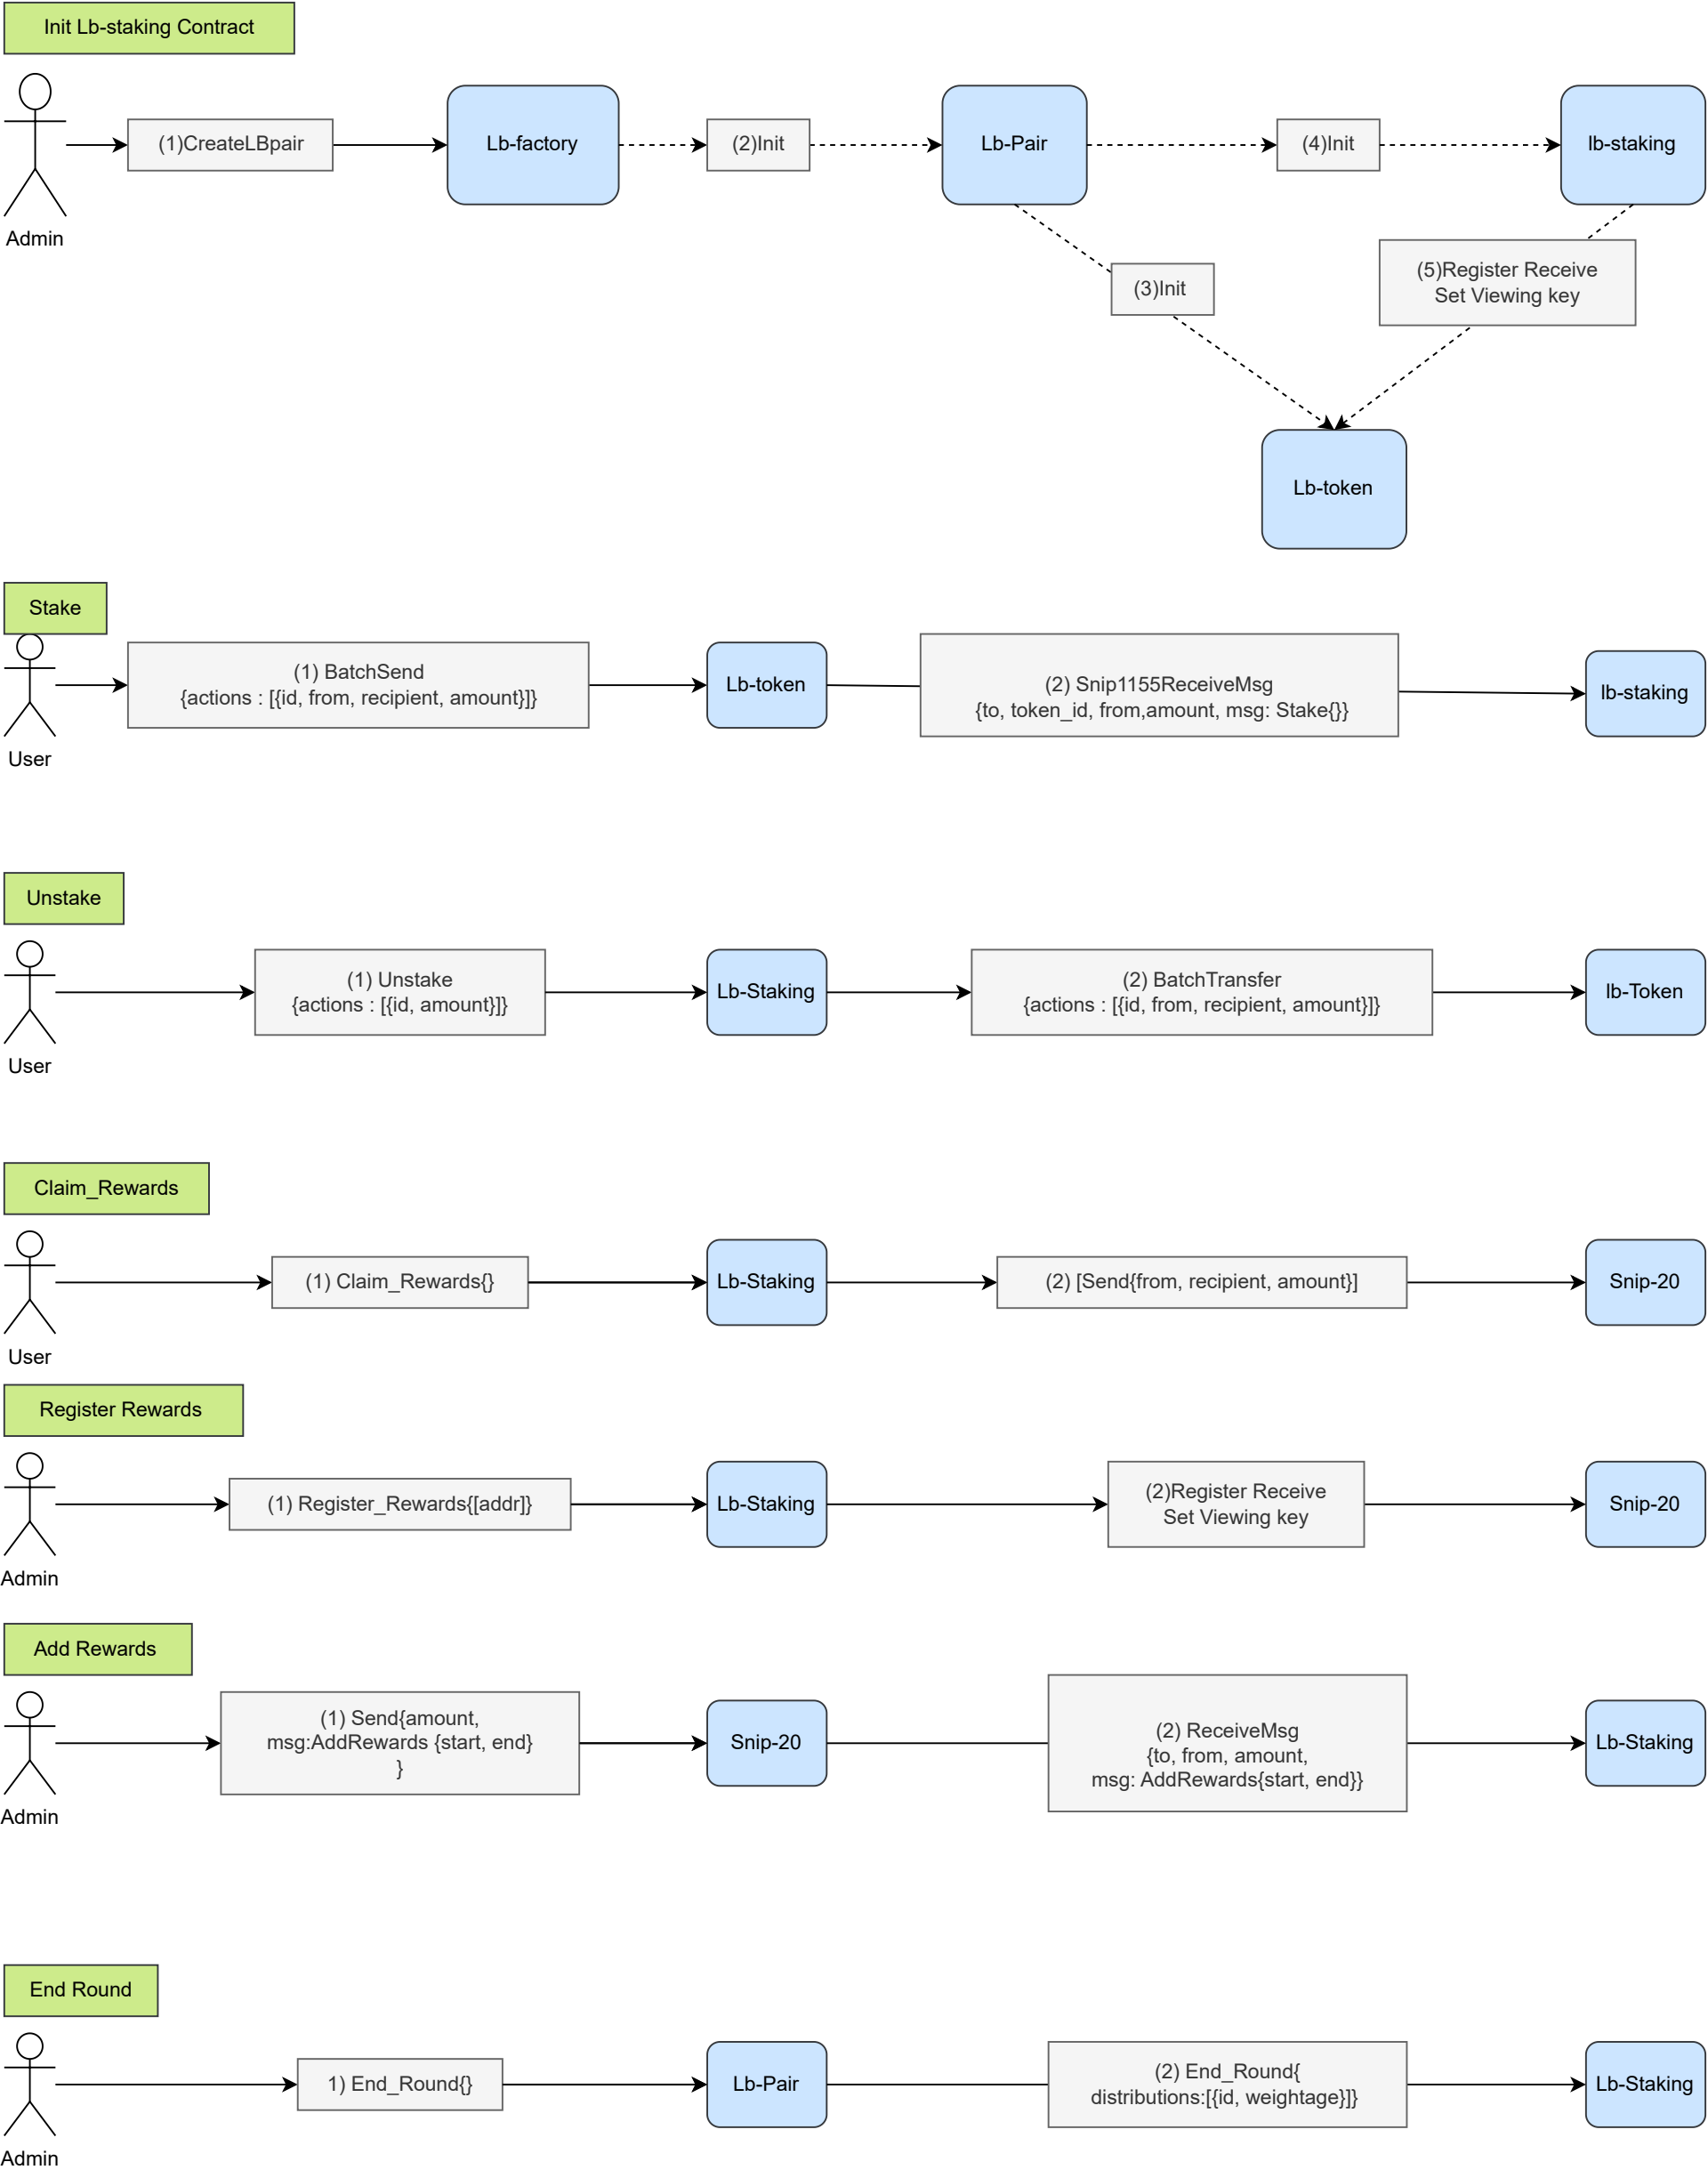 Init Lb-staking Contract
(1)CreateLBpair
Lb-factory
(2)Init
Lb-Pair
(4)Init
lb-staking
Admin
(3)Init
(5)Register Receive
Set Viewing key
Lb-token
Stake
(1) BatchSend
{actions : [{id, from, recipient, amount}]}
Lb-token
(2) Snip1155ReceiveMsg
{to, token_id, from,amount, msg: Stake{}}
lb-staking
User
Unstake
(1) Unstake
{actions : [{id, amount}]}
Lb-Staking
(2) BatchTransfer
{actions : [{id, from, recipient, amount}]}
lb-Token
User
Claim_Rewards
(1) Claim_Rewards{}
Lb-Staking
(2) [Send{from, recipient, amount}]
Snip-20
User
Register Rewards
(1) Register_Rewards{[addr]}
Lb-Staking
(2)Register Receive
Set Viewing key
Snip-20
Admin
Add Rewards
(1) Send{amount,
msg:AddRewards {start, end}
}
Snip-20
(2) ReceiveMsg
{to, from, amount,
msg: AddRewards{start, end}}
Lb-Staking
Admin
End Round
1) End_Round{}
Lb-Pair
(2) End_Round{
distributions:[{id, weightage}]}
Lb-Staking
Admin